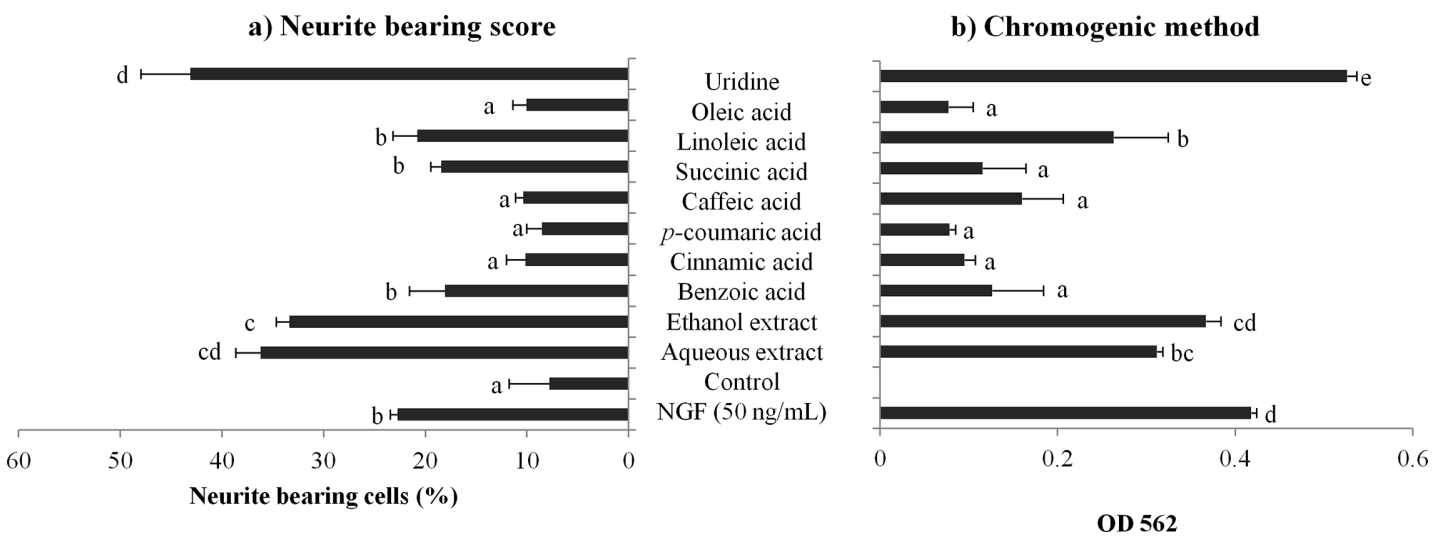 a) Neurite bearing score
b) Chromogenic method
d Uridine e
a Oleic acid a
b Linoleic acid b
b Succinic acid a
a Caffeic acid a
a p-coumaric acid a
a Cinnamic acid a
b Benzoic acid a
c Ethanol extract cd
cd Aqueous extract bc
a Control
b NGF (50 ng/mL) d
60 50 40 30 20 10 0
0 0.2 0.4 0.6
Neurite bearing cells (%)
OD 562